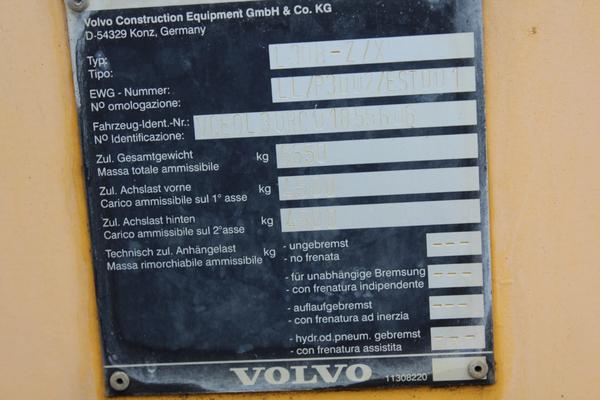 Volvo Construction Equipment GmbH & Co. KG
D-54329 Konz, Germany
Typ:
Tipo:
EWG - Nummer:
Nº omologazione:
Fahrzeug-Ident.-Nr.:
Nº Identificazione:
Zul. Gesamtgewicht kg
Massa totale ammissibile
Zul. Achslast vorne kg
Carico ammissibile sul 1° asse
Zul. Achslast hinten kg
Carico ammissibile sul 2°asse
Technisch zul. Anhängelast kg
Massa rimorchiabile ammissibile
- ungebremst ---
- no frenata
- für unabhängige Bremsung ---
- con frenatura indipendente
- auflaufgebremst ---
- con frenatura ad inerzia
- hydr.od.pneum. gebremst ---
- con frenatura assistita
VOLVO 11308220